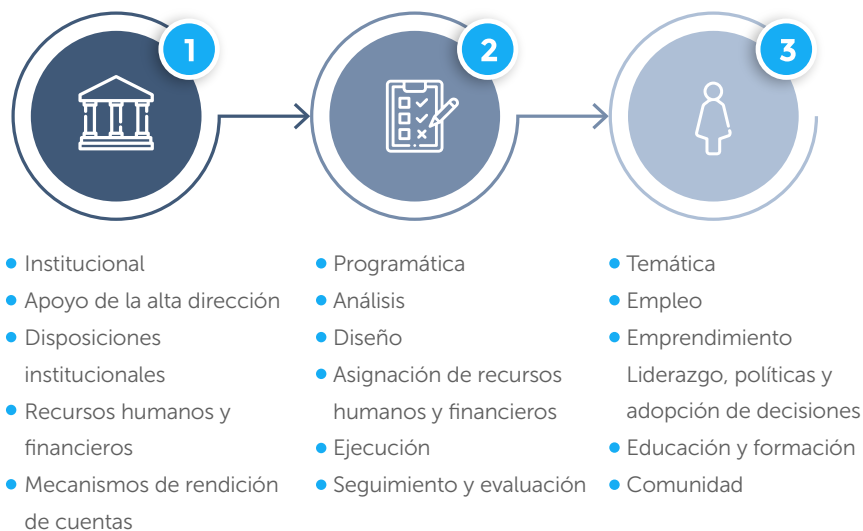 1
Institucional
Apoyo de la alta dirección
Disposiciones
institucionales
Recursos humanos y
financieros
Mecanismos de rendición
de cuentas
2
Programática
Análisis
Diseño
Asignación de recursos
humanos y financieros
Ejecución
Seguimiento y evaluación
3
Temática
Empleo
Emprendimiento
Liderazgo, políticas y
adopción de decisiones
Educación y formación
Comunidad